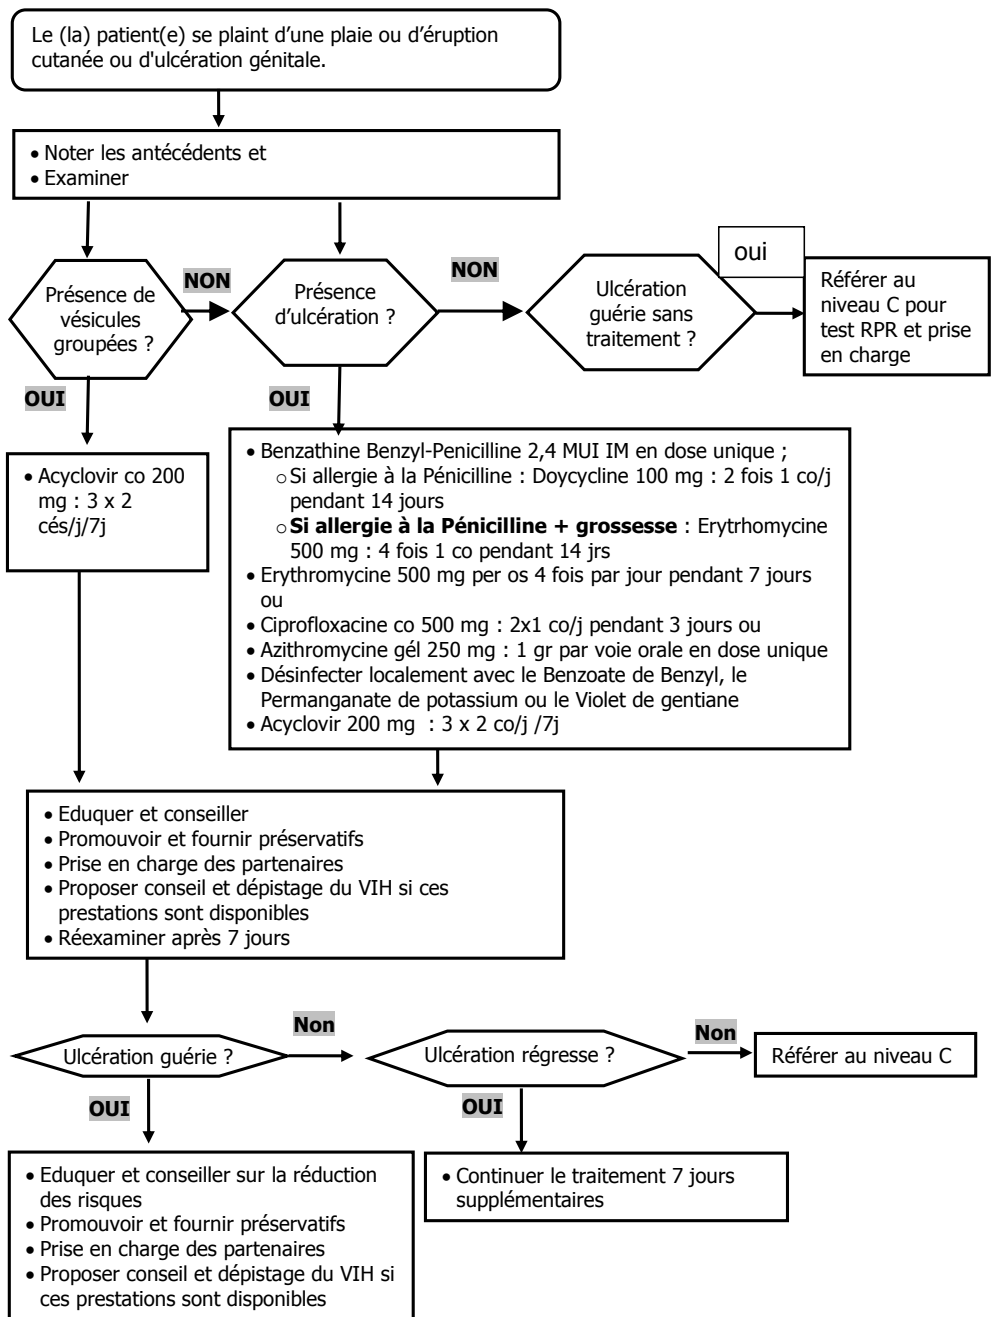 Le (la) patient(e) se plaint d’une plaie ou d’éruption
cutanée ou d'ulcération génitale.
• Noter les antécédents et
• Examiner
Présence de
vésicules
groupées ?
NON
Présence
d’ulcération ?
NON
Ulcération
guérie sans
traitement ?
oui
Référer au
niveau C pour
test RPR et prise
en charge
OUI
OUI
• Acyclovir co 200
mg : 3 x 2
cés/j/7j
• Benzathine Benzyl-Penicilline 2,4 MUI IM en dose unique ;
o Si allergie à la Pénicilline : Doycycline 100 mg : 2 fois 1 co/j
pendant 14 jours
o Si allergie à la Pénicilline + grossesse : Erytrhomycine
500 mg : 4 fois 1 co pendant 14 jrs
• Erythromycine 500 mg per os 4 fois par jour pendant 7 jours
ou
• Ciprofloxacine co 500 mg : 2x1 co/j pendant 3 jours ou
• Azithromycine gél 250 mg : 1 gr par voie orale en dose unique
• Désinfecter localement avec le Benzoate de Benzyl, le
Permanganate de potassium ou le Violet de gentiane
• Acyclovir 200 mg : 3 x 2 co/j /7j
• Eduquer et conseiller
• Promouvoir et fournir préservatifs
• Prise en charge des partenaires
• Proposer conseil et dépistage du VIH si ces
prestations sont disponibles
• Réexaminer après 7 jours
Ulcération guérie ?
Non
Ulcération régresse ?
Non
Référer au niveau C
OUI
OUI
• Eduquer et conseiller sur la réduction
des risques
• Promouvoir et fournir préservatifs
• Prise en charge des partenaires
• Proposer conseil et dépistage du VIH si
ces prestations sont disponibles
• Continuer le traitement 7 jours
supplémentaires